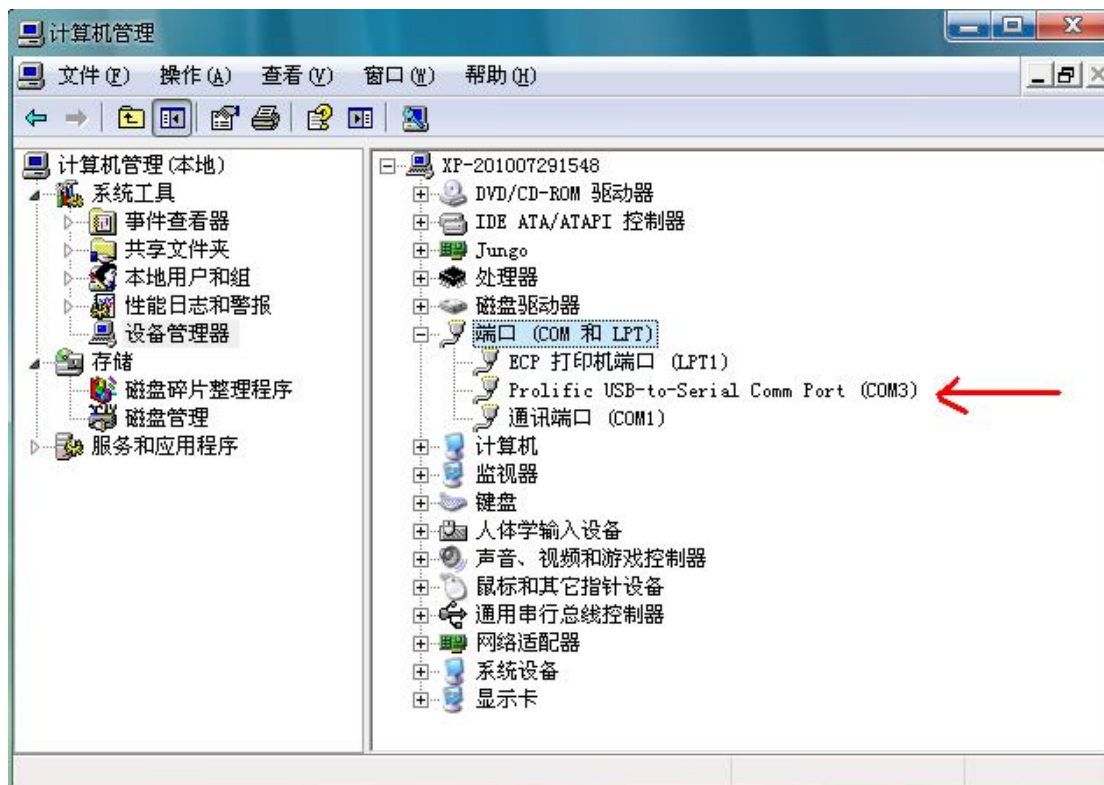 计算机管理
文件(F) 操作(A) 查看(V) 窗口(W) 帮助(H)
计算机管理(本地)
系统工具
事件查看器
共享文件夹
本地用户和组
性能日志和警报
设备管理器
存储
磁盘碎片整理程序
磁盘管理
服务和应用程序
XP-201007291548
DVD/CD-ROM 驱动器
IDE ATA/ATAPI 控制器
Jungo
处理器
磁盘驱动器
端口 (COM 和 LPT)
ECP 打印机端口 (LPT1)
Prolific USB-to-Serial Comm Port (COM3)
通讯端口 (COM1)
计算机
监视器
键盘
人体学输入设备
声音、视频和游戏控制器
鼠标和其它指针设备
通用串行总线控制器
网络适配器
系统设备
显示卡